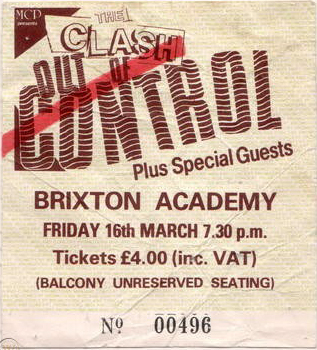 MCP
presents
THE
CLASH
OUT OF
CONTROL
Plus Special Guests
BRIXTON ACADEMY
FRIDAY 16th MARCH 7.30 p.m.
Tickets £4.00 (inc. VAT)
(BALCONY UNRESERVED SEATING)
Nº 00496